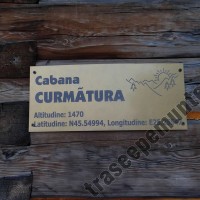 Cabana
CURMĂTURA
Altitudine: 1470
Latitudine: N45.54994, Longitudine:
traseepemunte